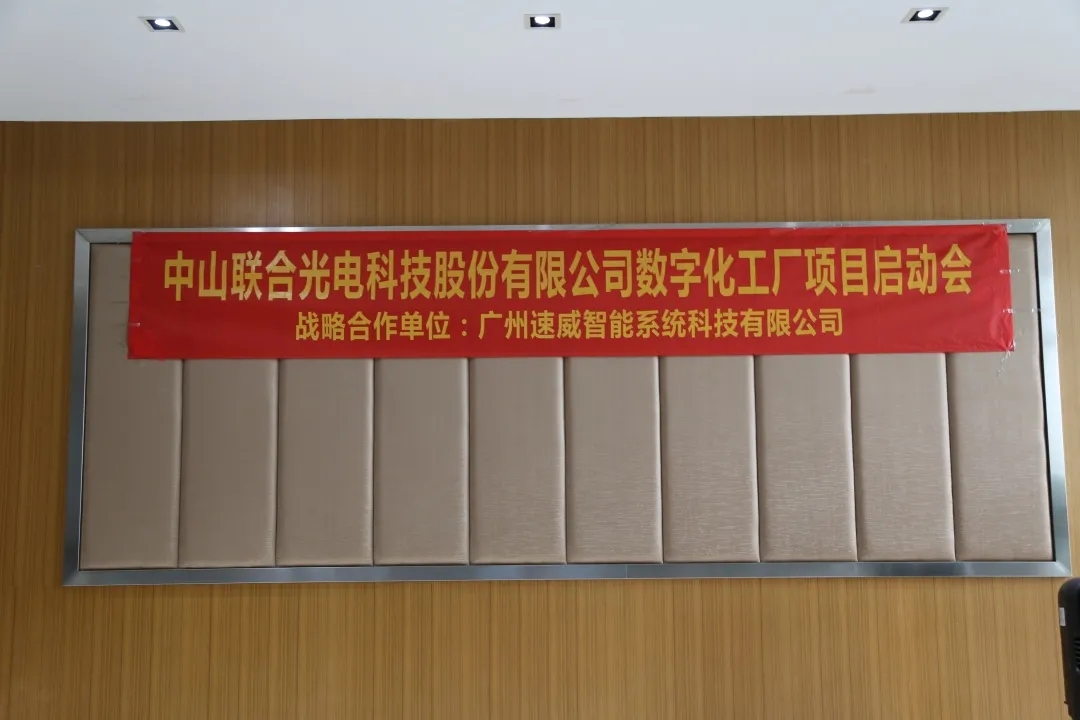 中山联合光电科技股份有限公司数字化工厂项目启动会
战略合作单位：广州速威智能系统科技有限公司